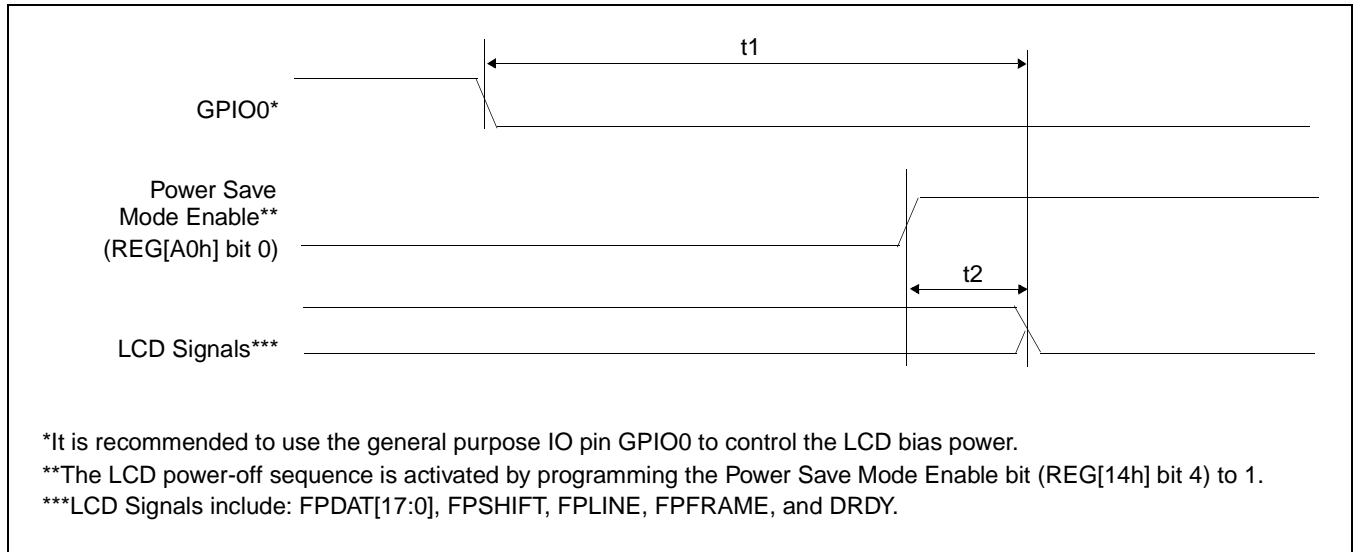 t1
GPIO0*
Power Save
Mode Enable**
(REG[A0h] bit 0)
t2
LCD Signals***
*It is recommended to use the general purpose IO pin GPIO0 to control the LCD bias power.
**The LCD power-off sequence is activated by programming the Power Save Mode Enable bit (REG[14h] bit 4) to 1.
***LCD Signals include: FPDAT[17:0], FPSHIFT, FPLINE, FPFRAME, and DRDY.